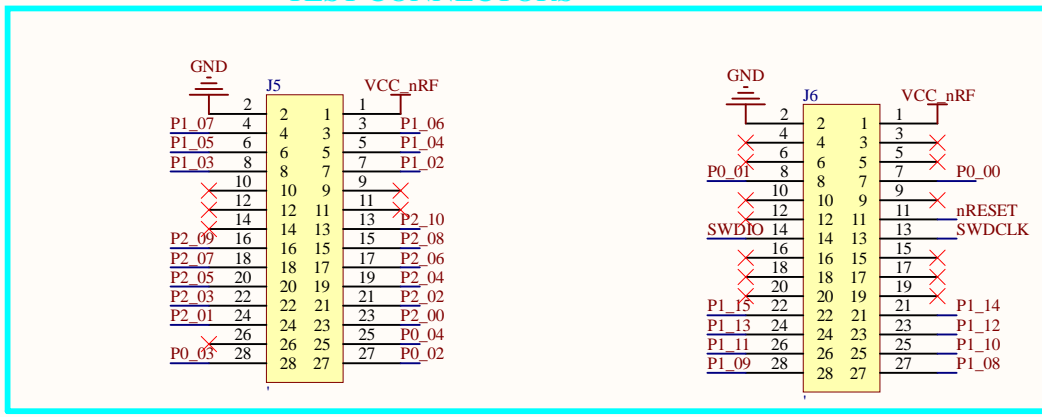 GND J5 VCC_nRF
2 2 1 1
P1_07 4 4 3 3 P1_06
P1_05 6 6 5 5 P1_04
P1_03 8 8 7 7 P1_02
10 10 9 9
12 12 11 11
14 14 13 13 P2_10
P2_09 16 16 15 15 P2_08
P2_07 18 18 17 17 P2_06
P2_05 20 20 19 19 P2_04
P2_03 22 22 21 21 P2_02
P2_01 24 24 23 23 P2_00
26 26 25 25 P0_04
P0_03 28 28 27 27 P0_02
GND J6 VCC_nRF
2 2 1 1
4 4 3 3
6 6 5 5
P0_01 8 8 7 7 P0_00
10 10 9 9
12 12 11 11 nRESET
SWDIO 14 14 13 13 SWDCLK
16 16 15 15
18 18 17 17
20 20 19 19
P1_15 22 22 21 21 P1_14
P1_13 24 24 23 23 P1_12
P1_11 26 26 25 25 P1_10
P1_09 28 28 27 27 P1_08